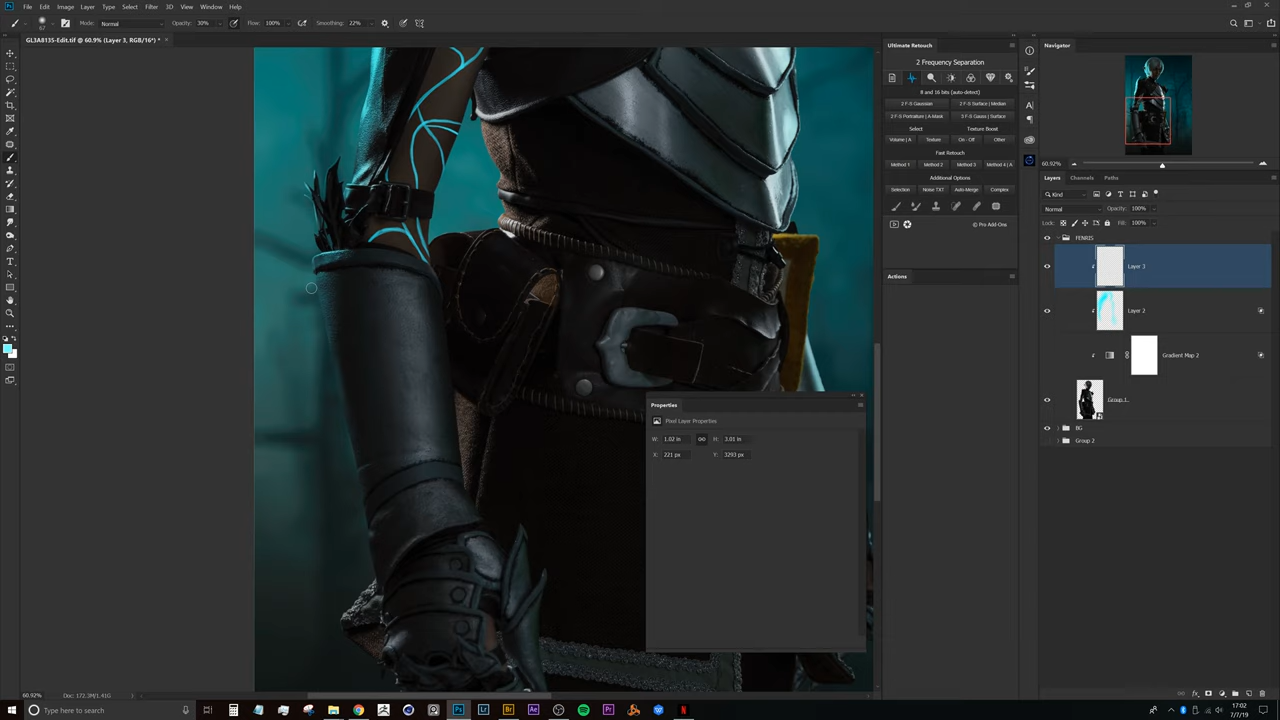 File Edit Image Layer Type Select Filter 3D View Window Help
67 Mode: Normal Opacity: 30% Flow: 100% Smoothing: 22%
GL3A8135-Edit.tif @ 60.9% (Layer 3, RGB/16*) * ×
Ultimate Retouch
2 Frequency Separation
8 and 16 bits (auto-detect)
2 F-S Gaussian 2 F-S Surface | Median
2 F-S Portraiture | A Mask 3 F-S Gauss | Surface
Select Texture Boost
Volume | A Texture On - Off Other
Fast Retouch
Method 1 Method 2 Method 3 Method 4 | A
Additional Options
Selection Noise TXT Auto-Merge Complex
© Pro Add-Ons
Actions
Navigator
60.92%
Layers Channels Paths
Kind
Normal Opacity: 100%
Lock: Fill: 100%
FENRIS
Layer 3
Layer 2
Gradient Map 2
Group 1
BG
Group 2
Properties
Pixel Layer Properties
W: 1.02 in H: 3.01 in
X: 221 px Y: 3293 px
60.92% Doc: 172.3M/1.41G
Type here to search
17:02
7/7/19